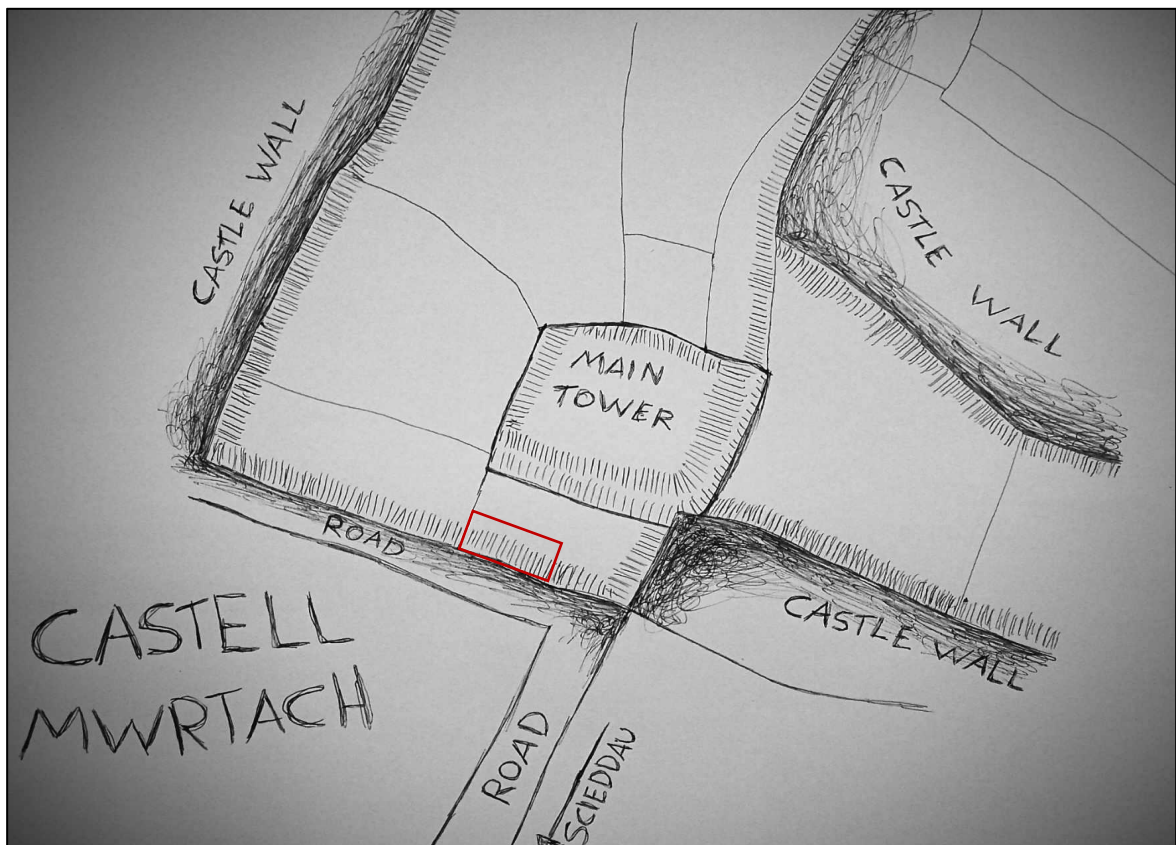 CASTLE WALL
CASTLE
WALL
MAIN
TOWER
ROAD
CASTLE WALL
CASTELL
MWRTACH
ROAD
SCIEDDAU